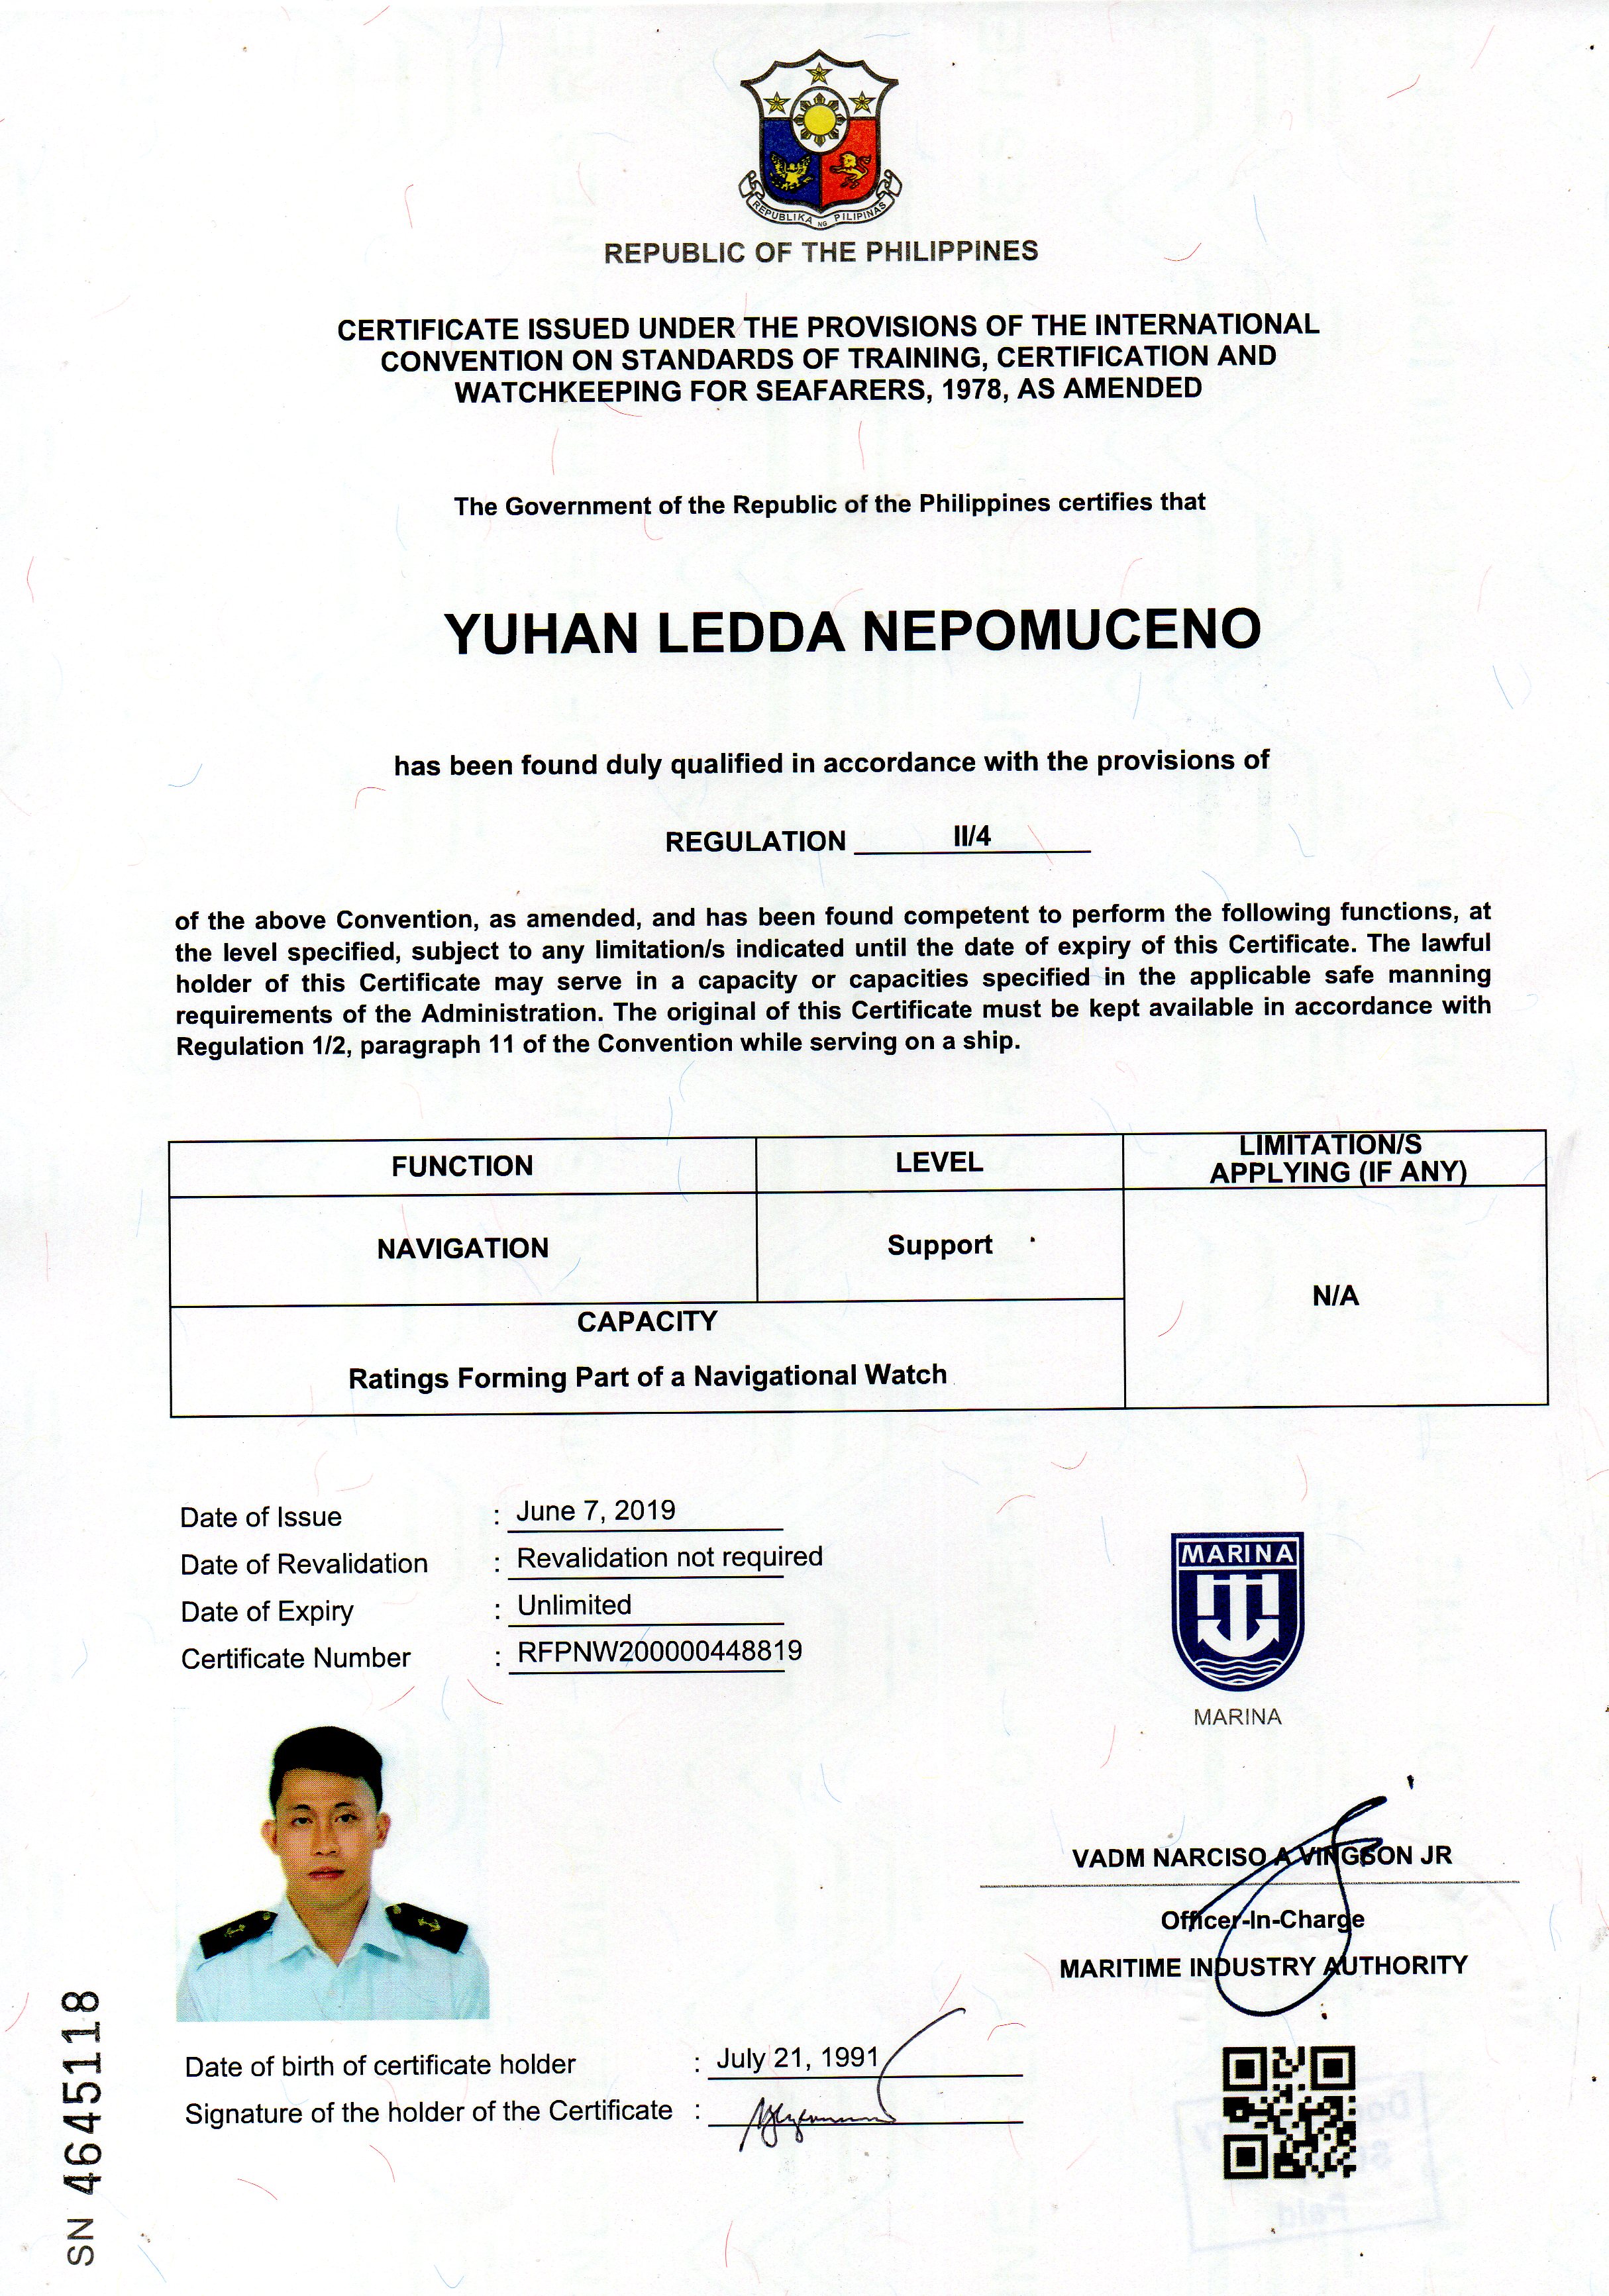 REPUBLIKA NG PILIPINAS
REPUBLIC OF THE PHILIPPINES
CERTIFICATE ISSUED UNDER THE PROVISIONS OF THE INTERNATIONAL
CONVENTION ON STANDARDS OF TRAINING, CERTIFICATION AND
WATCHKEEPING FOR SEAFARERS, 1978, AS AMENDED
The Government of the Republic of the Philippines certifies that
YUHAN LEDDA NEPOMUCENO
has been found duly qualified in accordance with the provisions of
REGULATION II/4
of the above Convention, as amended, and has been found competent to perform the following functions, at
the level specified, subject to any limitation/s indicated until the date of expiry of this Certificate. The lawful
holder of this Certificate may serve in a capacity or capacities specified in the applicable safe manning
requirements of the Administration. The original of this Certificate must be kept available in accordance with
Regulation 1/2, paragraph 11 of the Convention while serving on a ship.
FUNCTION LEVEL LIMITATION/S
APPLYING (IF ANY)
NAVIGATION Support
N/A
CAPACITY
Ratings Forming Part of a Navigational Watch
Date of Issue : June 7, 2019
Date of Revalidation : Revalidation not required
Date of Expiry : Unlimited
Certificate Number : RFPNW200000448819
MARINA
MARINA
VADM NARCISO A VINGSON JR
Officer-In-Charge
MARITIME INDUSTRY AUTHORITY
Date of birth of certificate holder : July 21, 1991
Signature of the holder of the Certificate :
SN 4645118